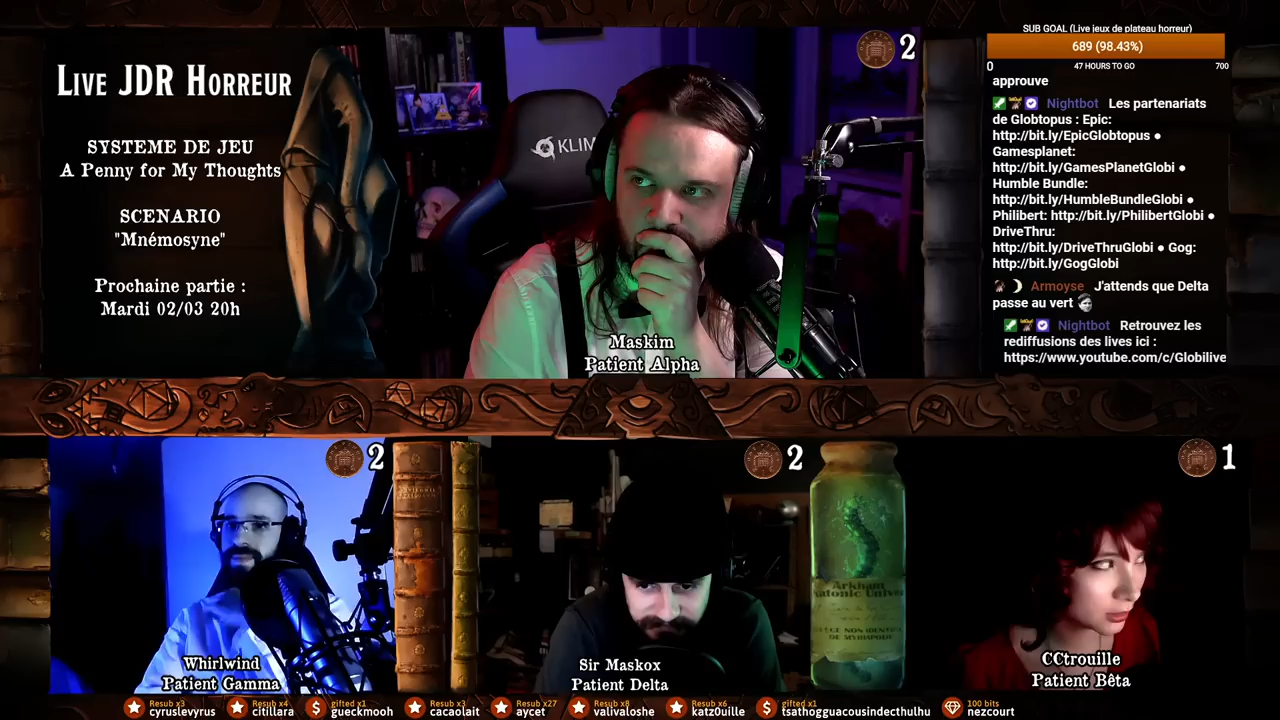 Live JDR Horreur
SYSTEME DE JEU
A Penny for My Thoughts
SCENARIO
"Mnémosyne"
Prochaine partie :
Mardi 02/03 20h
KLIM
2
Maskim
Patient Alpha
SUB GOAL (Live jeux de plateau horreur)
689 (98.43%)
0 47 HOURS TO GO 700
approuve
Nightbot Les partenariats
de Globtopus : Epic:
http://bit.ly/EpicGlobtopus ●
Gamesplanet:
http://bit.ly/GamesPlanetGlobi ●
Humble Bundle:
http://bit.ly/HumbleBundleGlobi ●
Philibert: http://bit.ly/PhilibertGlobi ●
DriveThru:
http://bit.ly/DriveThruGlobi ● Gog:
http://bit.ly/GogGlobi
Armoyse J'attends que Delta
passe au vert
Nightbot Retrouvez les
rediffusions des lives ici :
https://www.youtube.com/c/Globilive
2
Whirlwind
Patient Gamma
2
Sir Maskox
Patient Delta
Arkham
katonic Univer
CE NON IDENTI
DE MYRIAPODE
1
CCtrouille
Patient Bêta
Resub x3
cyruslevyrus
Resub x4
citillara
gifted x1
gueckmooh
Resub x3
cacaolait
Resub x27
aycet
Resub x8
valivaloshe
Resub x6
katz0uille
gifted x1
tsathogguacousindecthulhu
100 bits
nezcourt